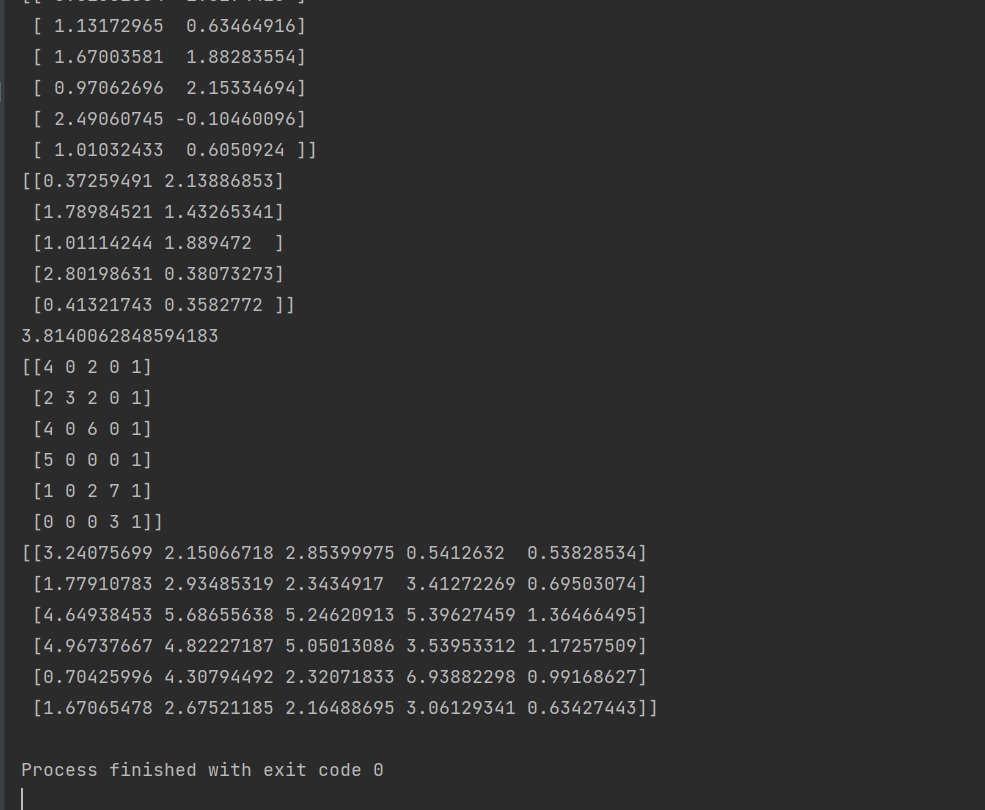 [ 1.13172965  0.63464916]
[ 1.67003581  1.88283554]
[ 0.97062696  2.15334694]
[ 2.49060745 -0.10460096]
[ 1.01032433  0.6050924 ]]
[[0.37259491 2.13886853]
[1.78984521 1.43265341]
[1.01114244 1.889472  ]
[2.80198631 0.38073273]
[0.41321743 0.3582772 ]]
3.8140062848594183
[[4 0 2 0 1]
[2 3 2 0 1]
[4 0 6 0 1]
[5 0 0 0 1]
[1 0 2 7 1]
[0 0 0 3 1]]
[[3.24075699 2.15066718 2.85399975 0.5412632  0.53828534]
[1.77910783 2.93485319 2.3434917  3.41272269 0.69503074]
[4.64938453 5.68655638 5.24620913 5.39627459 1.36466495]
[4.96737667 4.82227187 5.05013086 3.53953312 1.17257509]
[0.70425996 4.30794492 2.32071833 6.93882298 0.99168627]
[1.67065478 2.67521185 2.16488695 3.06129341 0.63427443]]
Process finished with exit code 0